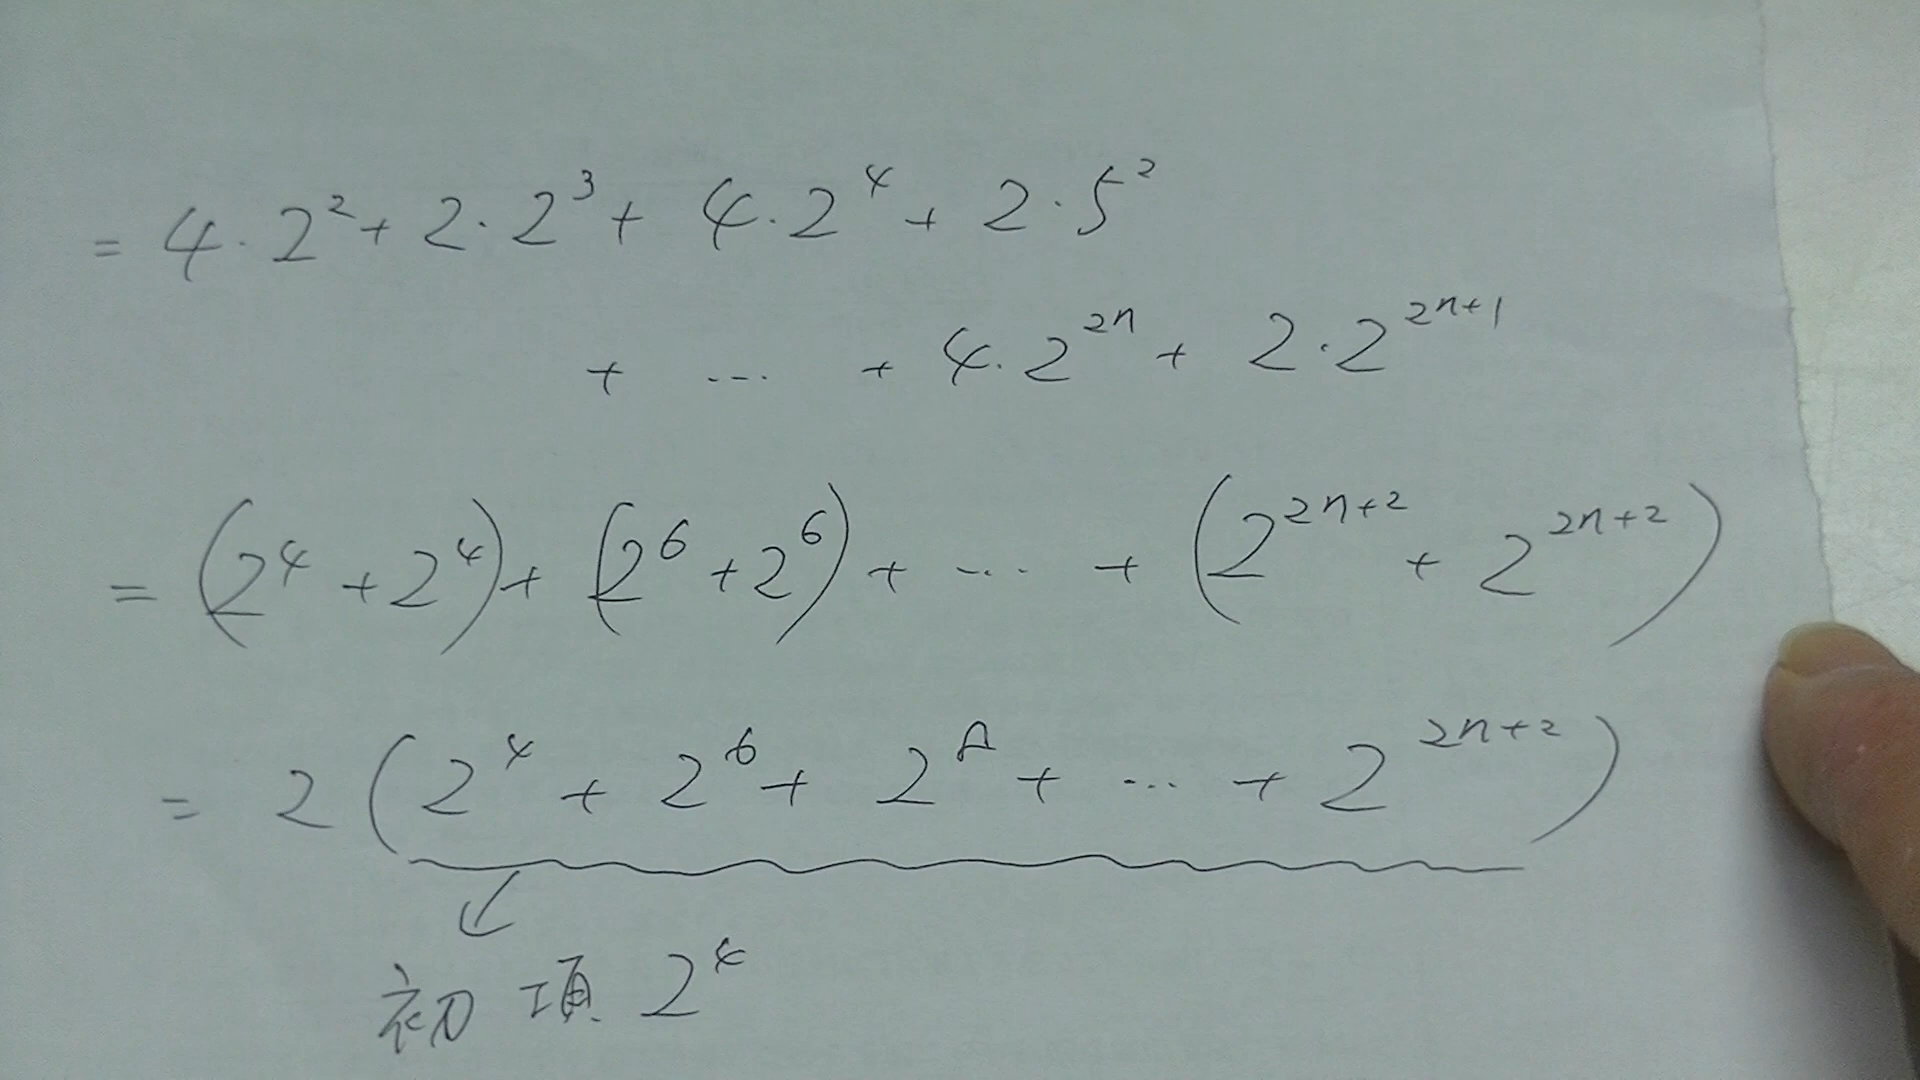 = 4・2² + 2・2³ + 4・2⁴ + 2・5²
+ ... + 4・2²ⁿ + 2・2²ⁿ⁺¹
= (2⁴ + 2⁴) + (2⁶ + 2⁶) + ... + (2²ⁿ⁺² + 2²ⁿ⁺²)
= 2 (2⁴ + 2⁶ + 2⁸ + ... + 2²ⁿ⁺²)
初項 2⁴